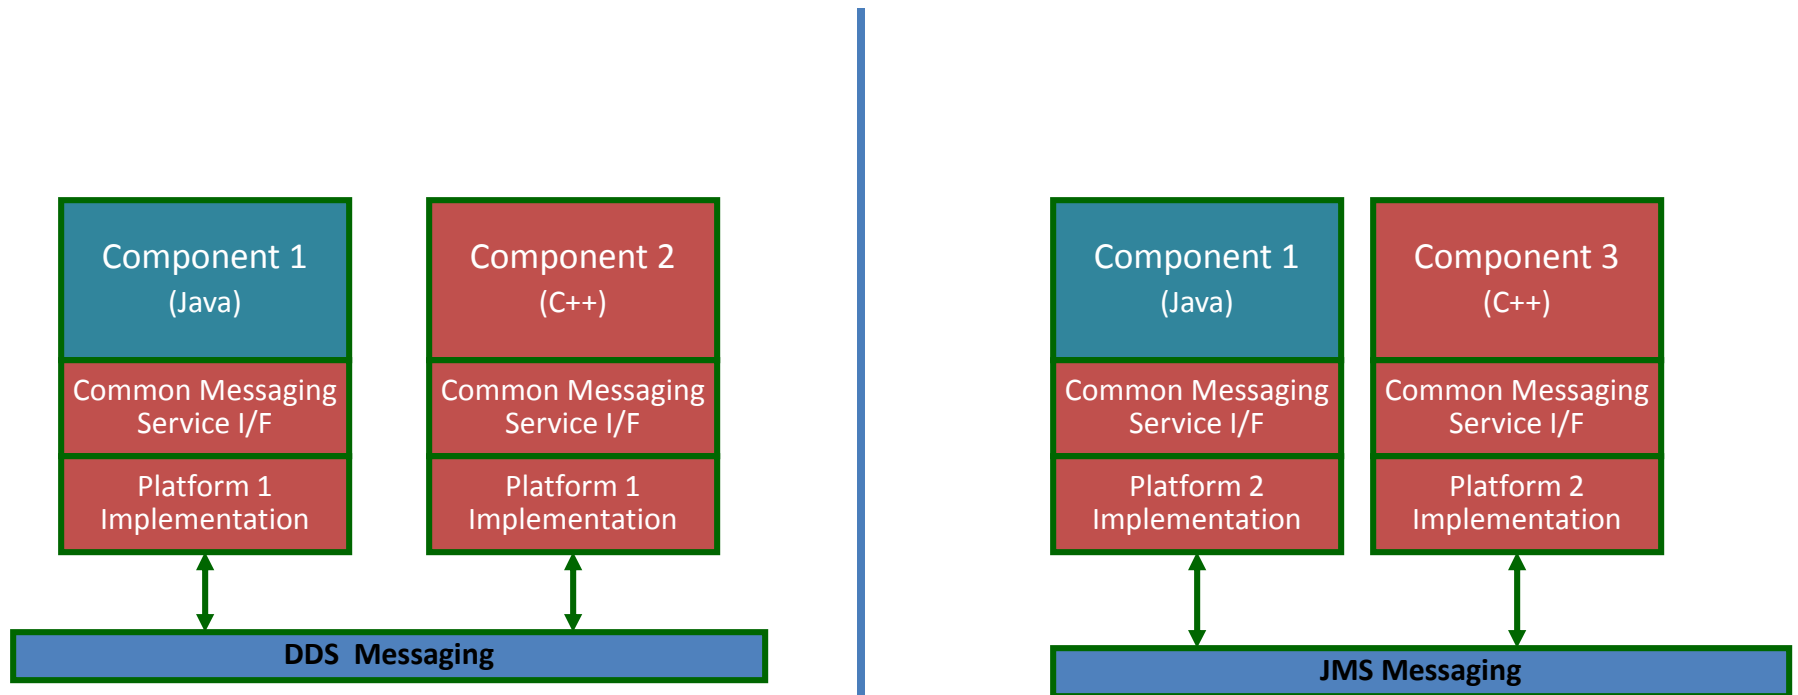 Component 1
(Java)
Common Messaging
Service I/F
Platform 1
Implementation
Component 2
(C++)
Common Messaging
Service I/F
Platform 1
Implementation
DDS  Messaging
Component 1
(Java)
Common Messaging
Service I/F
Platform 2
Implementation
Component 3
(C++)
Common Messaging
Service I/F
Platform 2
Implementation
JMS Messaging